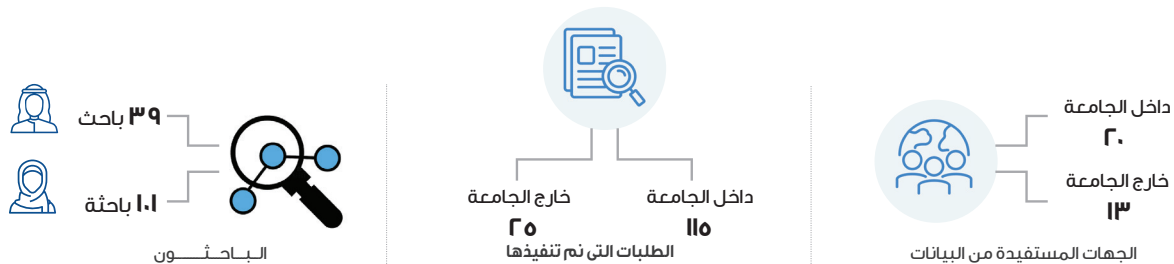 داخل الجامعة
٢٠
خارج الجامعة
١٣
الجهات المستفيدة من البيانات
داخل الجامعة
١١٥
خارج الجامعة
٢٥
الطلبات التي تم تنفيذها
٣٩ باحث
١٠١ باحثة
البـاحـثـــون